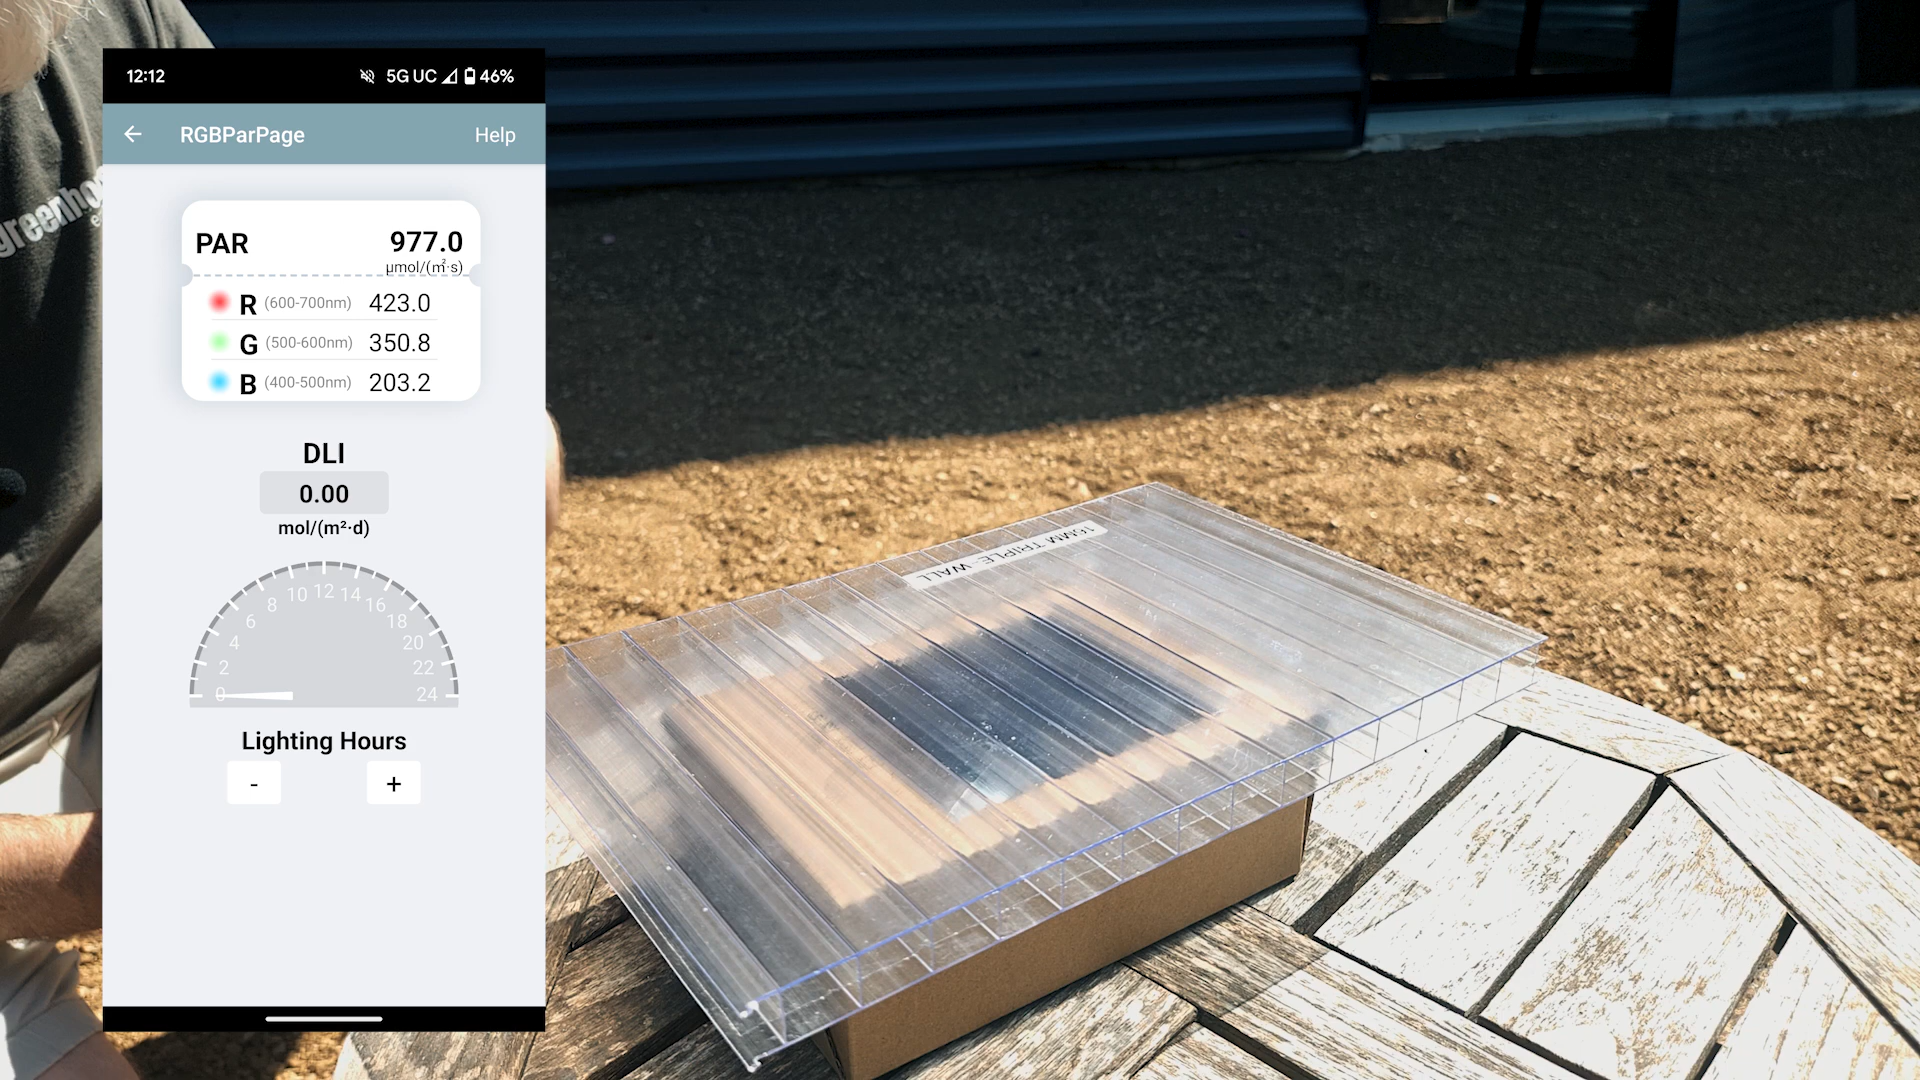 12:12
5G UC
46%
RGBParPage
Help
PAR
977.0
µmol/(m²·s)
R (600-700nm) 423.0
G (500-600nm) 350.8
B (400-500nm) 203.2
DLI
0.00
mol/(m²·d)
0 2 4 6 8 10 12 14 16 18 20 22 24
Lighting Hours
-
+
greenho
16MM TRIPLE-WALL